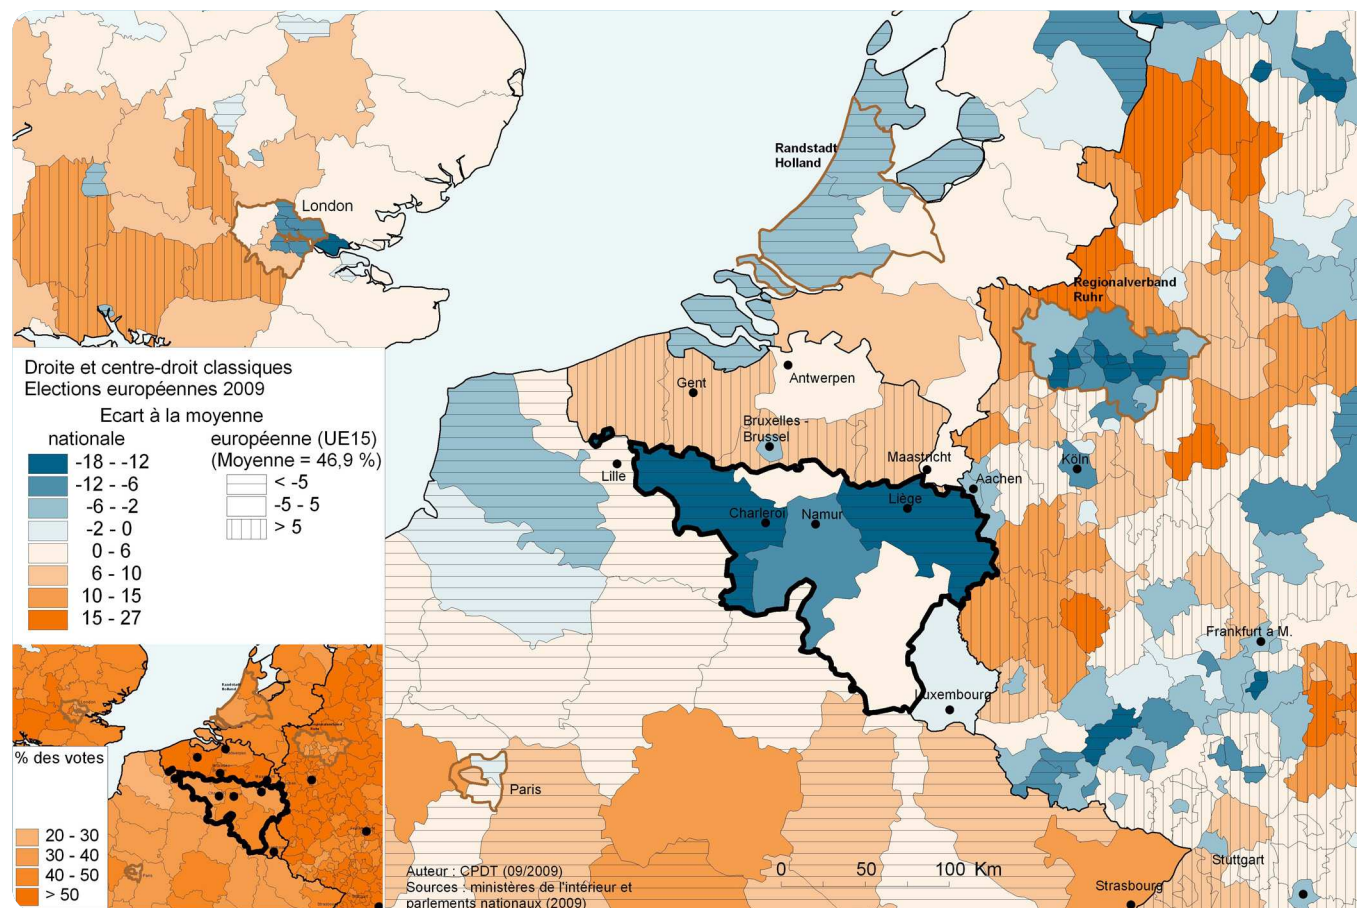 Randstadt
Holland
London
Regionalverband
Ruhr
Droite et centre-droit classiques
Elections européennes 2009
Ecart à la moyenne
nationale
européenne (UE15)
(Moyenne = 46,9 %)
-18 - -12
-12 - -6
-6 - -2
-2 - 0
0 - 6
6 - 10
10 - 15
15 - 27
< -5
-5 - 5
> 5
Gent
Antwerpen
Bruxelles -
Brussel
Maastricht
Lille
Aachen
Köln
Liège
Charleroi
Namur
Frankfurt a M.
Luxembourg
Paris
Stuttgart
Strasbourg
% des votes
20 - 30
30 - 40
40 - 50
> 50
0 50 100 Km
Auteur : CPDT (09/2009)
Sources : ministères de l'intérieur et
parlements nationaux (2009)